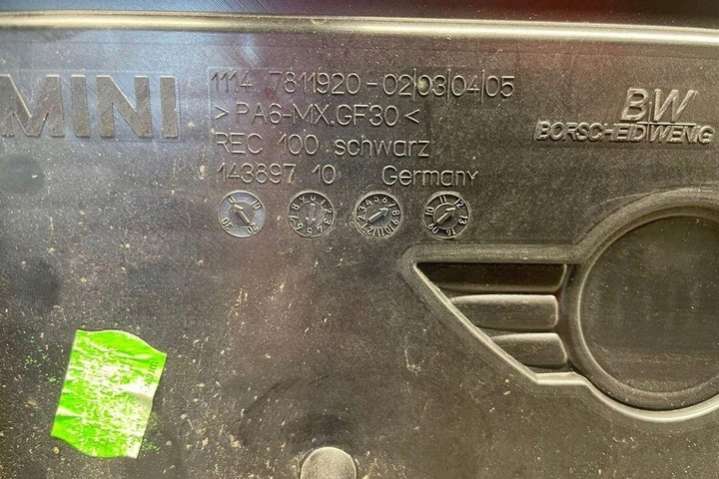 MINI
1114 7811920-02|03|04|05
>PA6-MX.GF30<
REC 100 schwarz
143897 10 Germany
BW
BORSCHEID WENIG